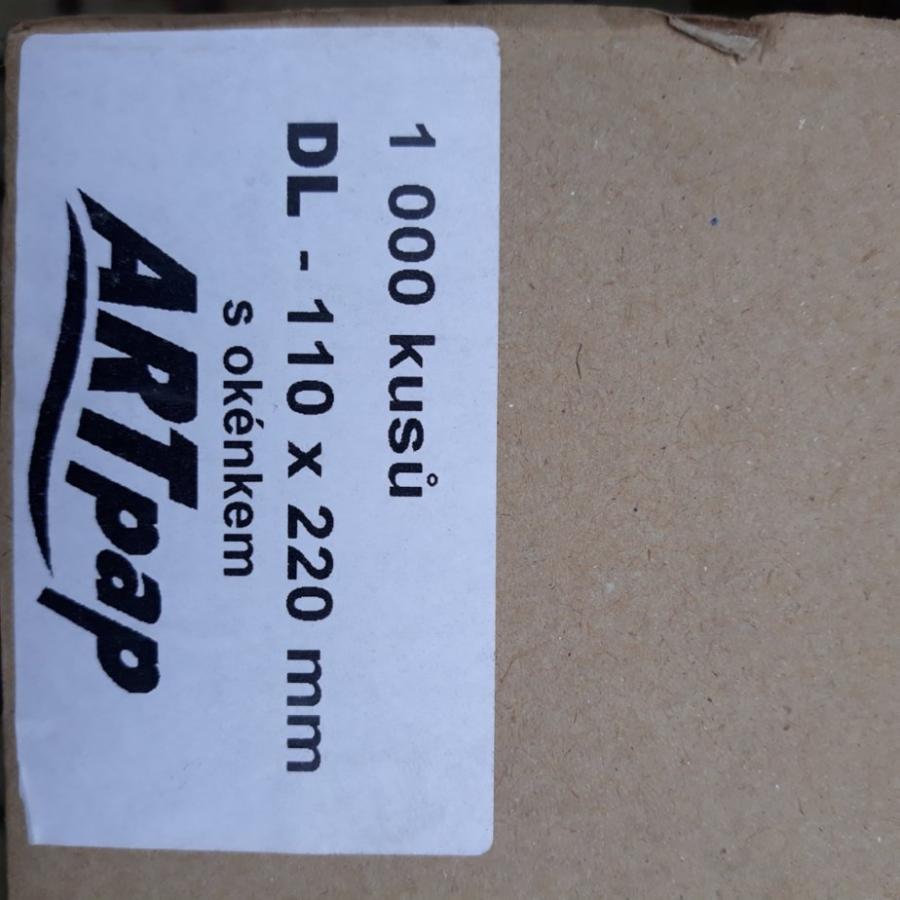 1 000 kusů
DL - 110 x 220 mm
s okénkem
ARTpap